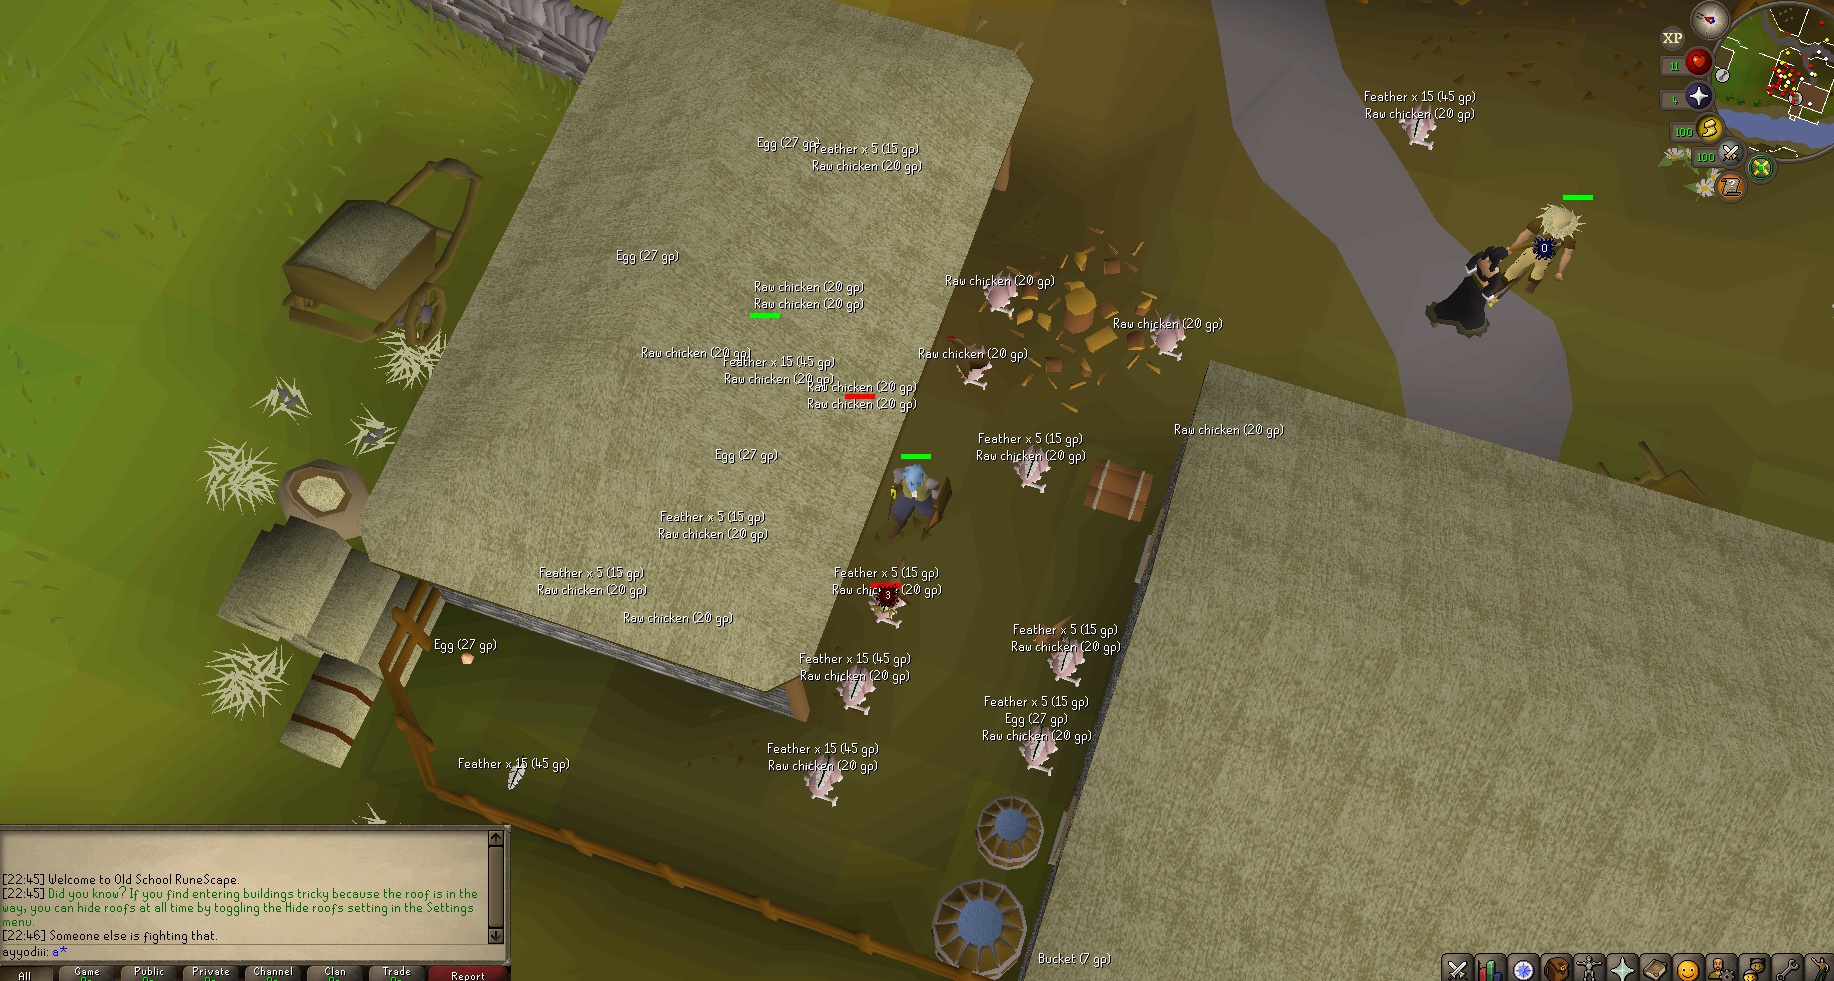 XP
11
4
100
100
Feather x 15 (45 gp)
Raw chicken (20 gp)
Egg (27 gp)
Feather x 5 (15 gp)
Raw chicken (20 gp)
0
Egg (27 gp)
Raw chicken (20 gp)
Raw chicken (20 gp)
Raw chicken (20 gp)
Raw chicken (20 gp)
Raw chicken (20 gp)
Raw chicken (20 gp)
Feather x 15 (45 gp)
Raw chicken (20 gp)
Raw chicken (20 gp)
Raw chicken (20 gp)
Raw chicken (20 gp)
Feather x 5 (15 gp)
Raw chicken (20 gp)
Egg (27 gp)
Feather x 5 (15 gp)
Raw chicken (20 gp)
Feather x 5 (15 gp)
Raw chicken (20 gp)
Feather x 5 (15 gp)
Raw chicken (20 gp)
3
Raw chicken (20 gp)
Feather x 5 (15 gp)
Raw chicken (20 gp)
Egg (27 gp)
Feather x 15 (45 gp)
Raw chicken (20 gp)
Feather x 5 (15 gp)
Egg (27 gp)
Raw chicken (20 gp)
Feather x 15 (45 gp)
Raw chicken (20 gp)
Feather x 15 (45 gp)
[22:45] Welcome to Old School RuneScape.
[22:45] Did you know? If you find entering buildings tricky because the roof is in the
way, you can hide roofs at all time by toggling the Hide roofs setting in the Settings
menu.
[22:46] Someone else is fighting that.
ayyodiii: a*
Bucket (7 gp)
All
Game
Public
Private
Channel
Clan
Trade
Report